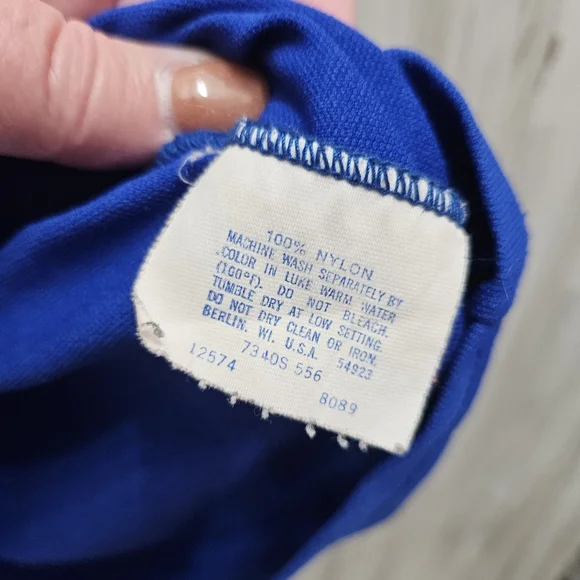 100% NYLON
MACHINE WASH SEPARATELY BY
COLOR IN LUKE WARM WATER
(100°F). DO NOT BLEACH.
TUMBLE DRY AT LOW SETTING.
DO NOT DRY CLEAN OR IRON.
BERLIN, WI. U.S.A. 54923
12574 7340S 556 8089